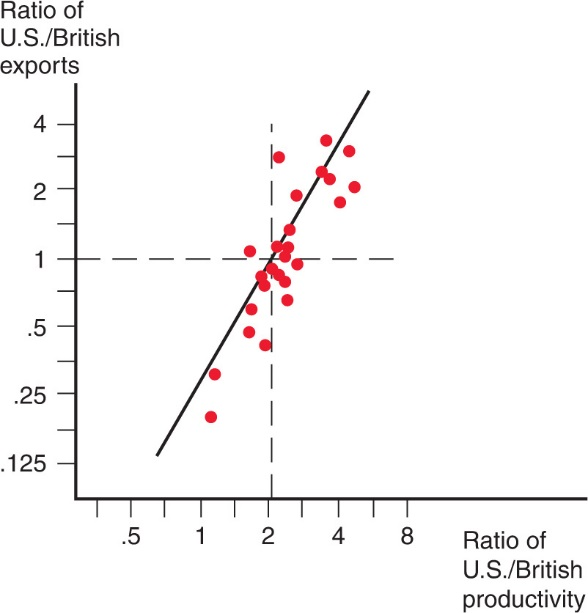 Ratio of
U.S./British
exports
4
2
1
.5
.25
.125
.5 1 2 4 8
Ratio of
U.S./British
productivity